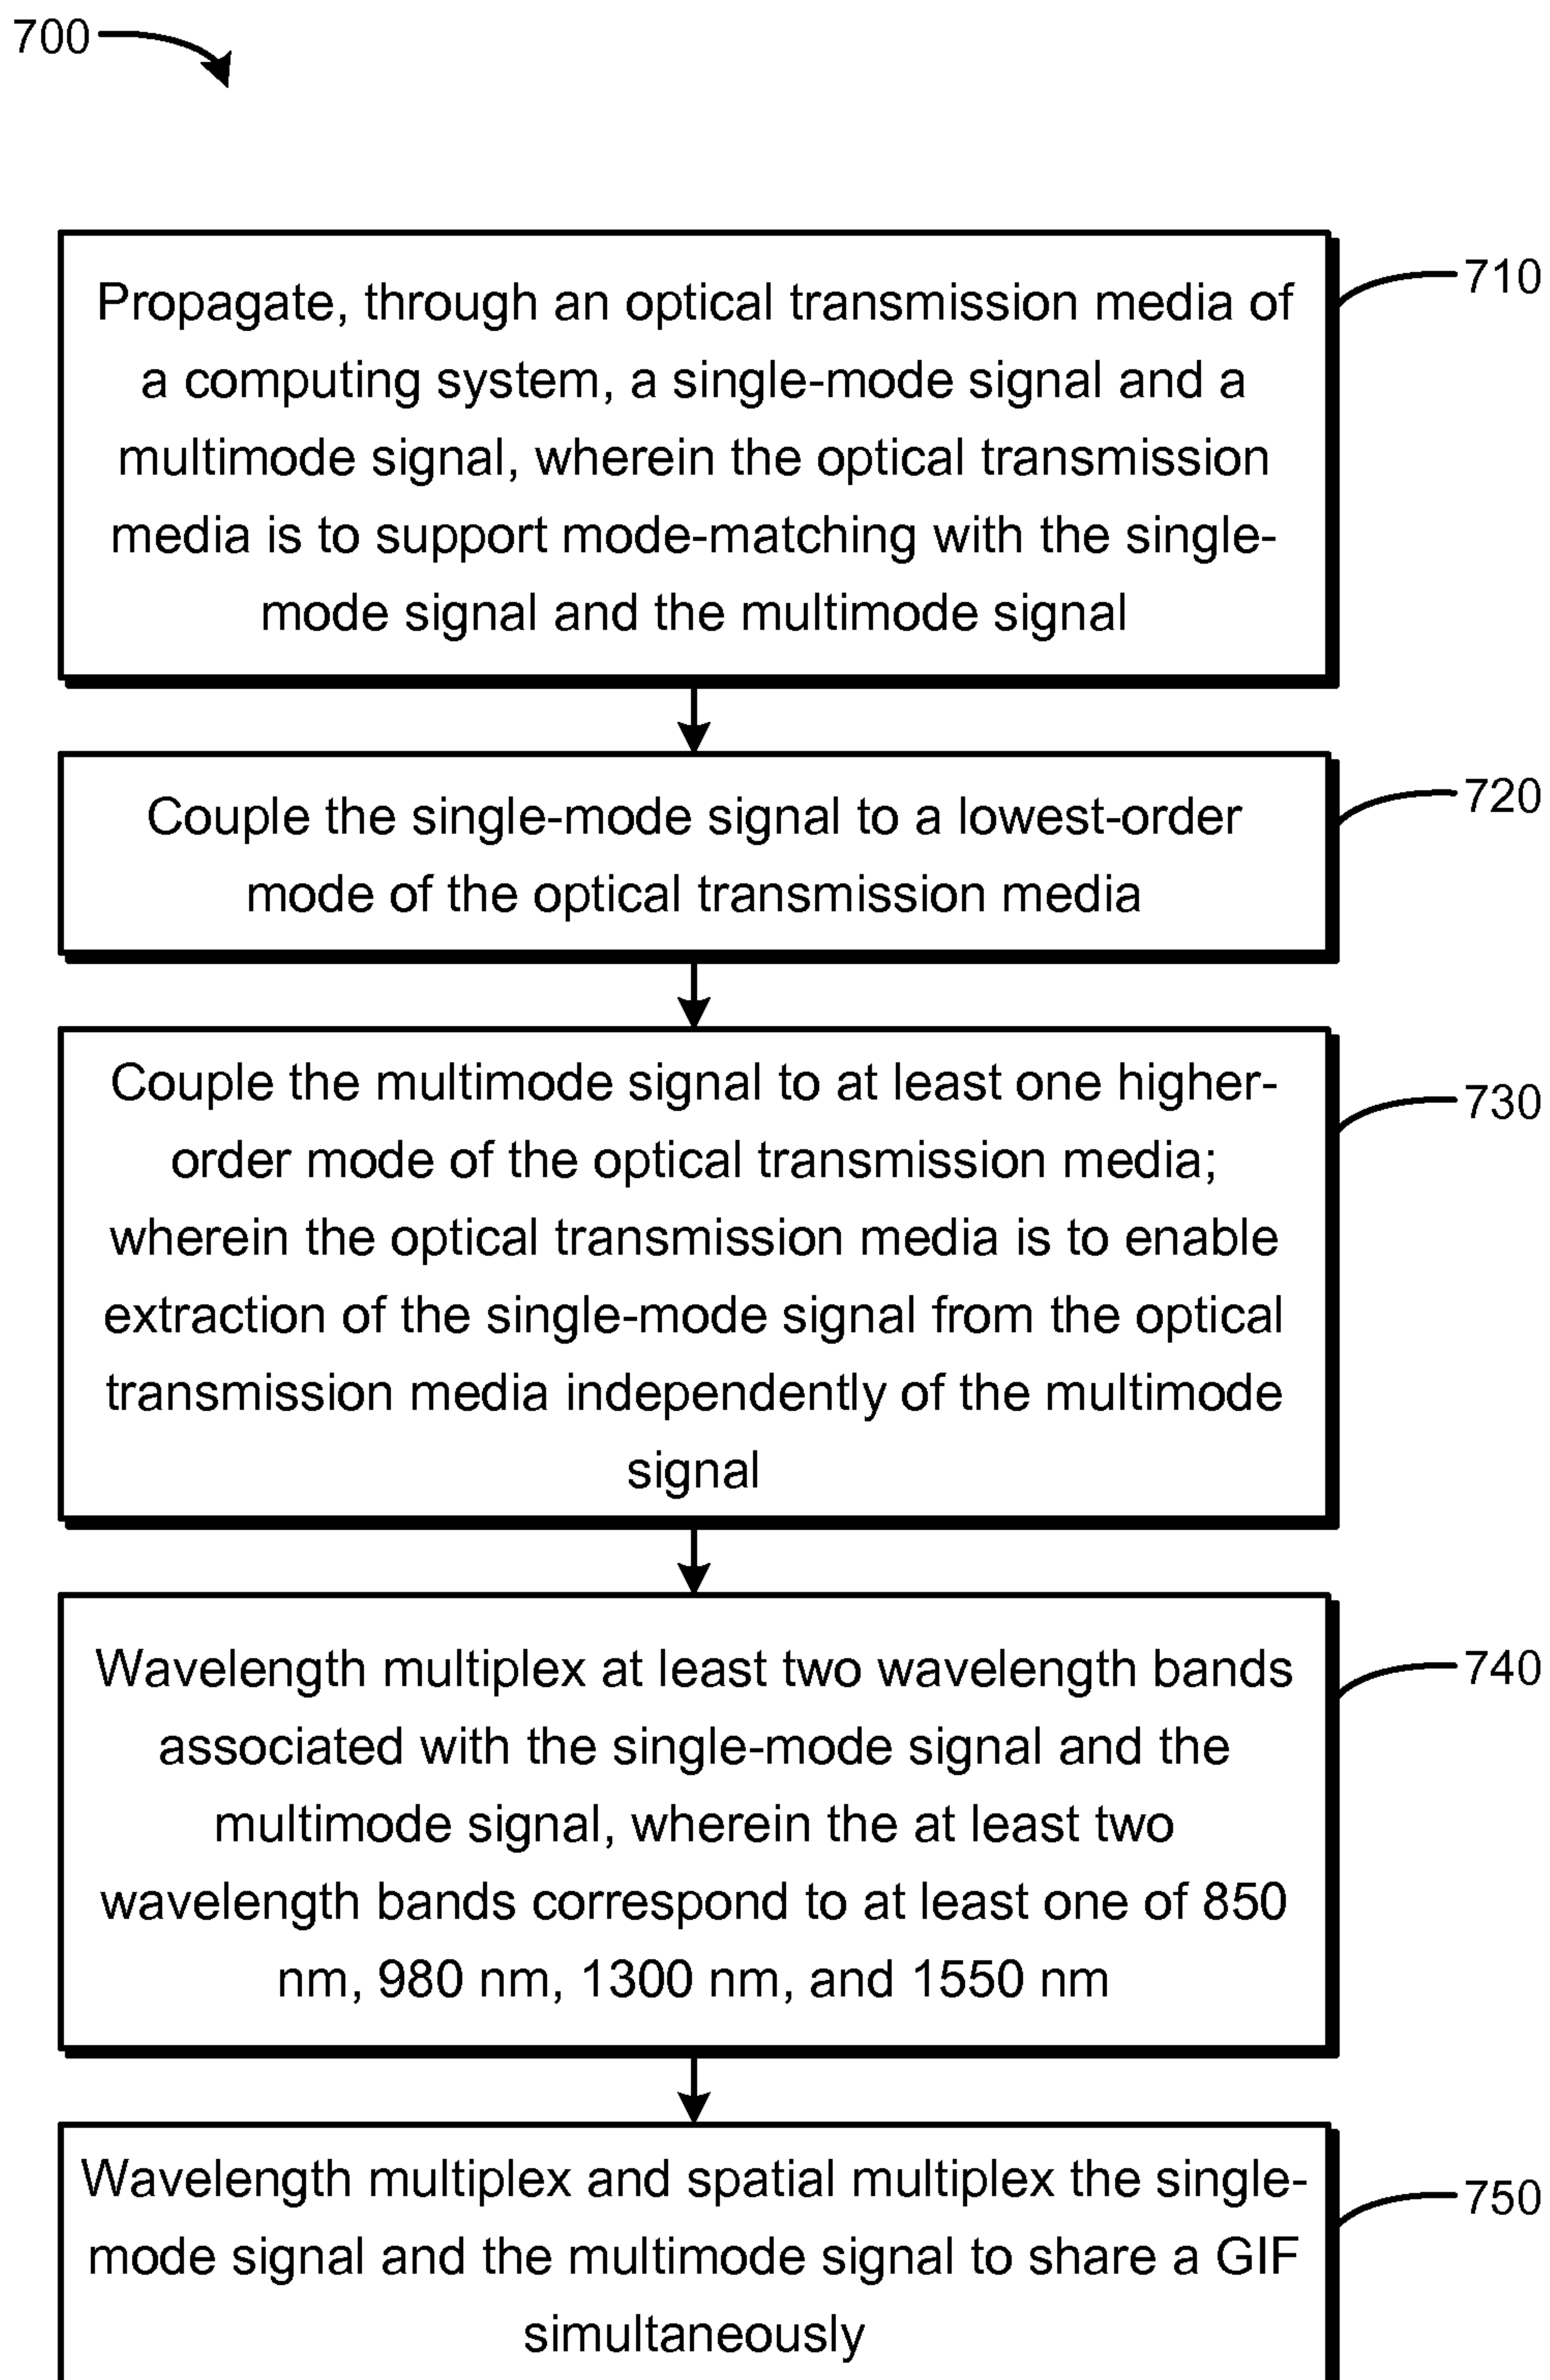 700
Propagate, through an optical transmission media of
a computing system, a single-mode signal and a
multimode signal, wherein the optical transmission
media is to support mode-matching with the single-
mode signal and the multimode signal
710
Couple the single-mode signal to a lowest-order
mode of the optical transmission media
720
Couple the multimode signal to at least one higher-
order mode of the optical transmission media;
wherein the optical transmission media is to enable
extraction of the single-mode signal from the optical
transmission media independently of the multimode
signal
730
Wavelength multiplex at least two wavelength bands
associated with the single-mode signal and the
multimode signal, wherein the at least two
wavelength bands correspond to at least one of 850
nm, 980 nm, 1300 nm, and 1550 nm
740
Wavelength multiplex and spatial multiplex the single-
mode signal and the multimode signal to share a GIF
simultaneously
750